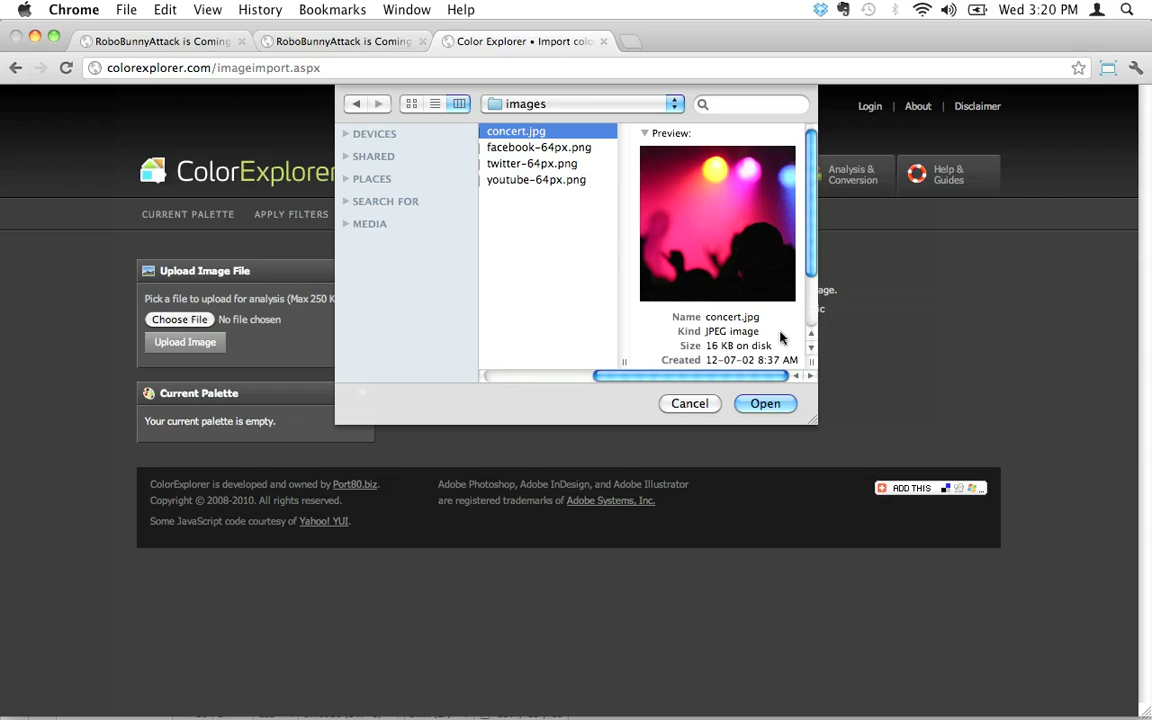 Chrome File Edit View History Bookmarks Window Help Wed 3:20 PM
RoboBunnyAttack is Coming RoboBunnyAttack is Coming Color Explorer • Import colo
colorexplorer.com/imageimport.aspx
images
Login | About | Disclaimer
DEVICES
SHARED
PLACES
SEARCH FOR
MEDIA
concert.jpg
facebook-64px.png
twitter-64px.png
youtube-64px.png
Preview:
Name concert.jpg
Kind JPEG image
Size 16 KB on disk
Created 12-07-02 8:37 AM
Cancel Open
ColorExplorer
Analysis & Conversion
Help & Guides
CURRENT PALETTE APPLY FILTERS
Upload Image File
Pick a file to upload for analysis (Max 250 K
Choose File No file chosen
Upload Image
age.
ic
Current Palette
Your current palette is empty.
ColorExplorer is developed and owned by Port80.biz.
Copyright © 2008-2010. All rights reserved.
Some JavaScript code courtesy of Yahoo! YUI.
Adobe Photoshop, Adobe InDesign, and Adobe Illustrator
are registered trademarks of Adobe Systems, Inc.
ADD THIS